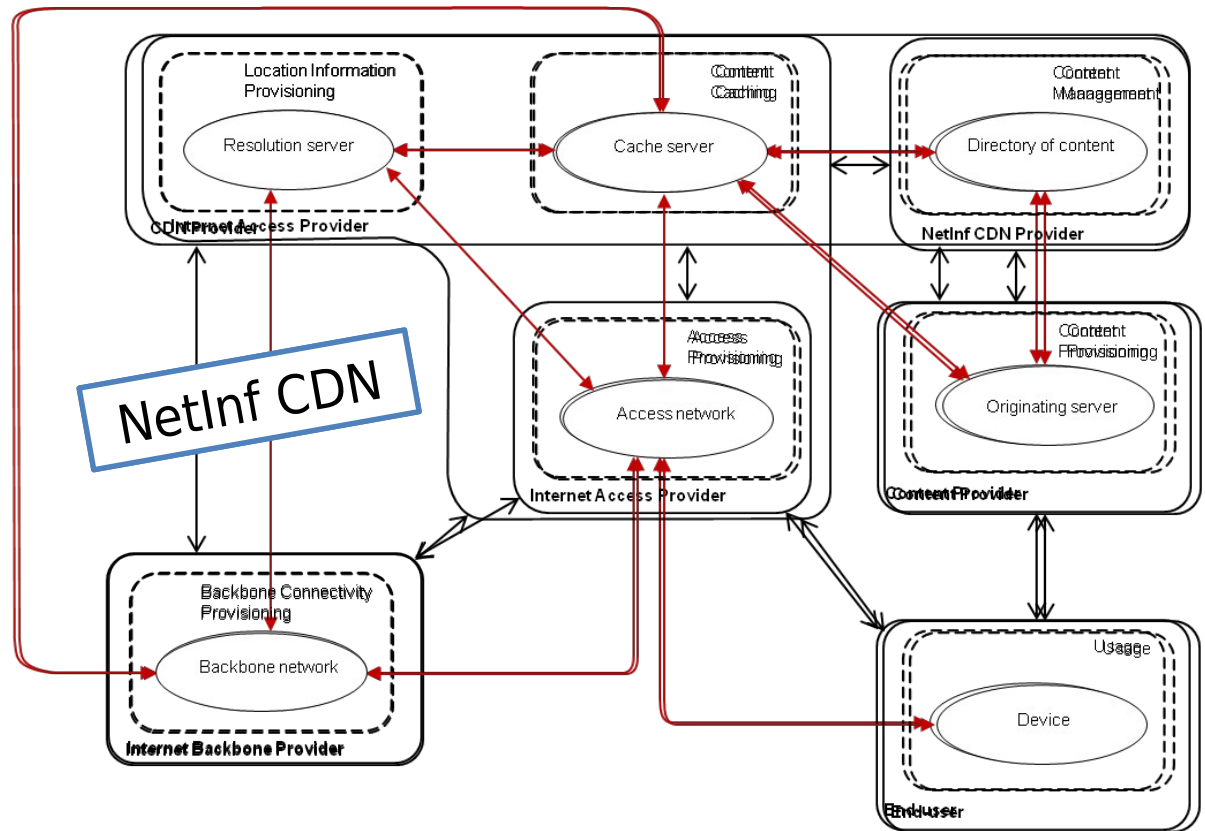 Location Information
Provisioning
Resolution server
Content
Caching
Cache server
Content
Management
Directory of content
CDN Provider
Internet Access Provider
NetInf CDN Provider
Access
Provisioning
Access network
Internet Access Provider
Content
Provisioning
Originating server
Content Provider
NetInf CDN
Backbone Connectivity
Provisioning
Backbone network
Internet Backbone Provider
Usage
Device
End-user